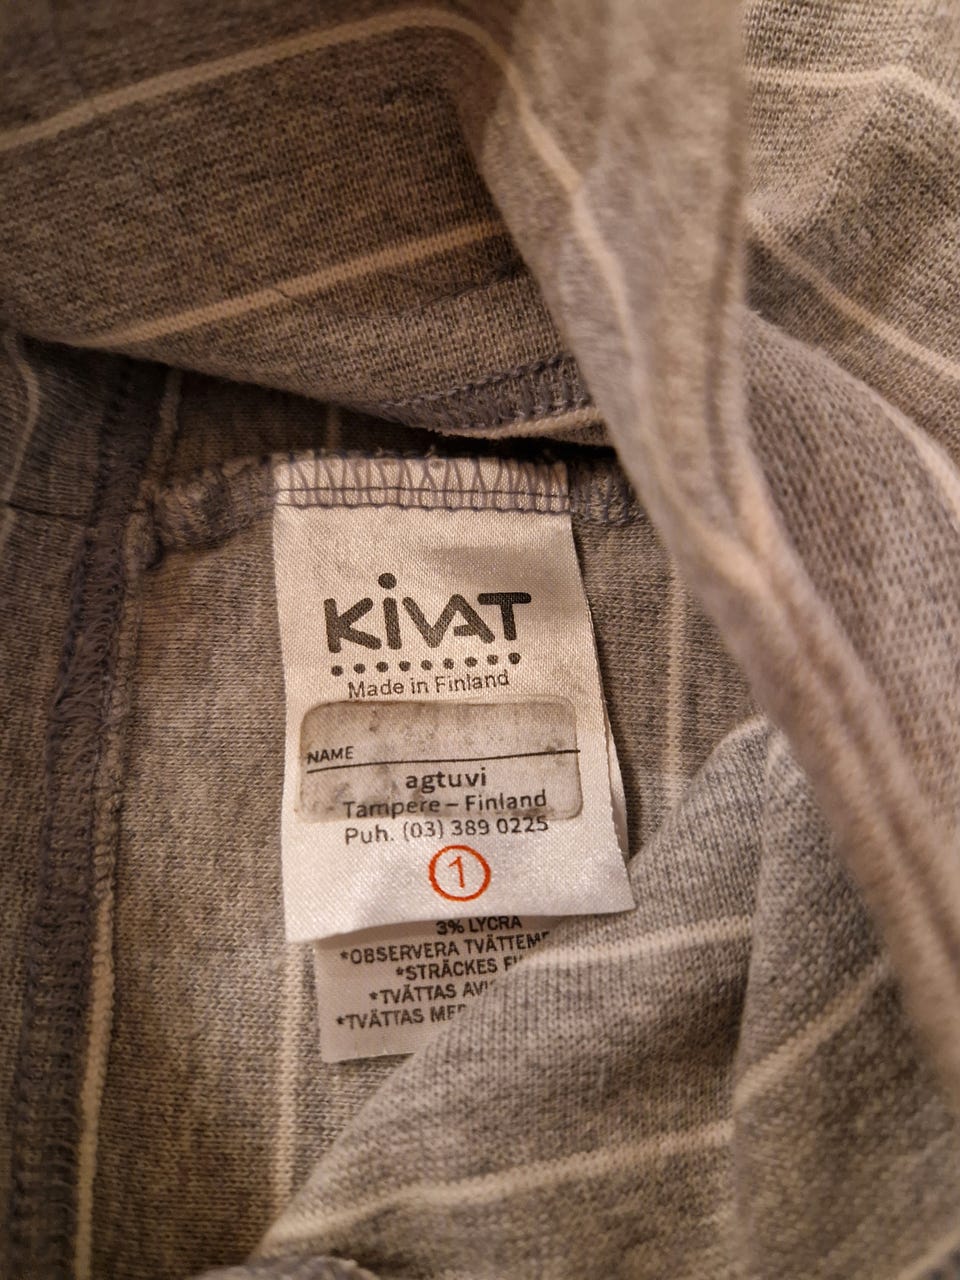 KIVAT
Made in Finland
NAME
agtuvi
Tampere – Finland
Puh. (03) 389 0225
1
3% LYCRA
*OBSERVERA
*STRÄCKES
*TVÄTTAS
*TVÄTTAS